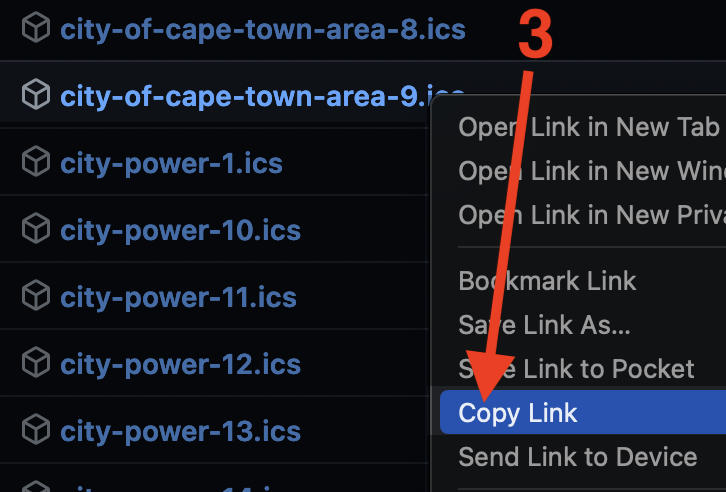 city-of-cape-town-area-8.ics
3
city-of-cape-town-area-9.ics
city-power-1.ics
city-power-10.ics
city-power-11.ics
city-power-12.ics
city-power-13.ics
Open Link in New Tab
Open Link in New
Open Link in New
Bookmark Link
Save Link As...
Save Link to Pocket
Copy Link
Send Link to Device